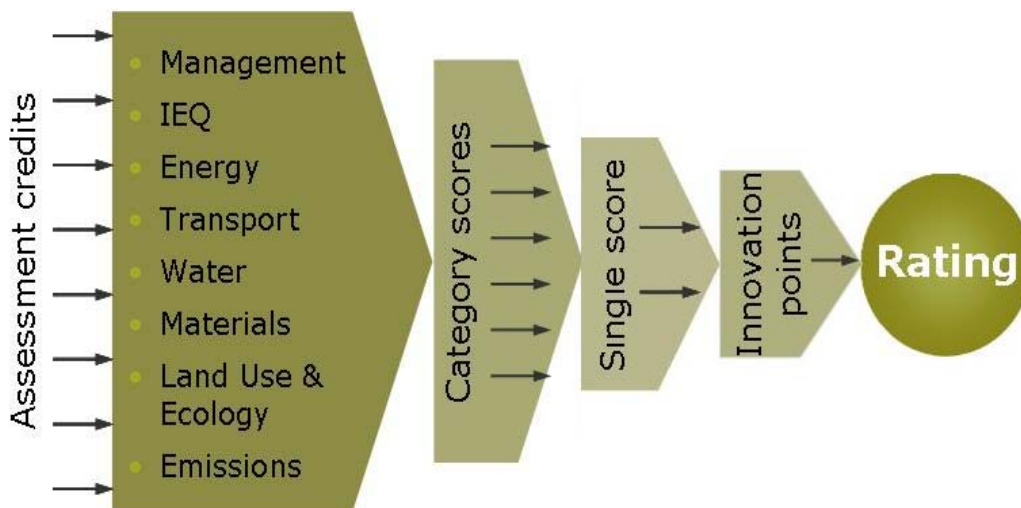 Assessment credits
Management
IEQ
Energy
Transport
Water
Materials
Land Use &
Ecology
Emissions
Category scores
Single score
Innovation
points
Rating